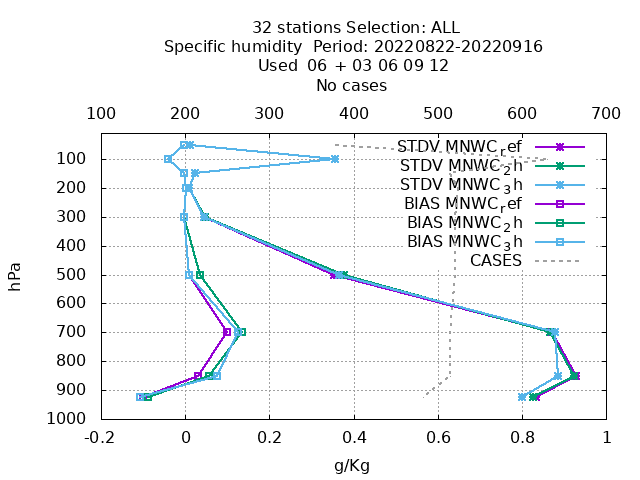 32 stations Selection: ALL
Specific humidity  Period: 20220822-20220916
Used  06 + 03 06 09 12
No cases
100 200 300 400 500 600 700
STDV MNWC_ref
STDV MNWC_2h
STDV MNWC_3h
BIAS MNWC_ref
BIAS MNWC_2h
BIAS MNWC_3h
CASES
100
200
300
400
500
600
700
800
900
1000
hPa
-0.2 0 0.2 0.4 0.6 0.8 1
g/Kg